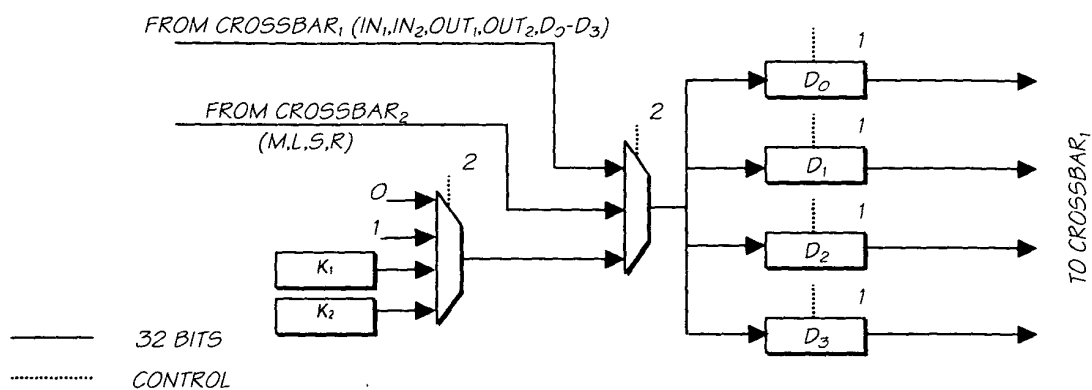 FROM CROSSBAR₁ (IN₁,IN₂,OUT₁,OUT₂,D₀-D₃)
1
D₀
FROM CROSSBAR₂
(M,L,S,R)
2
1
D₁
2
0
1
K₁
K₂
1
D₂
1
D₃
TO CROSSBAR₁
32 BITS
CONTROL